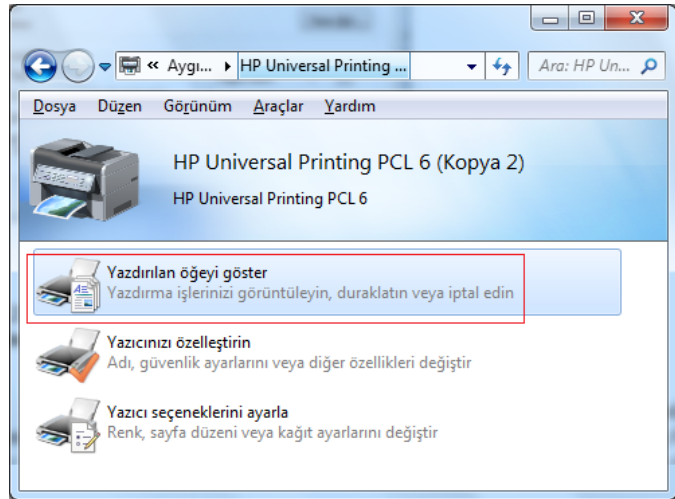 « Aygı... HP Universal Printing ... Ara: HP Un...
Dosya Düzen Görünüm Araçlar Yardım
HP Universal Printing PCL 6 (Kopya 2)
HP Universal Printing PCL 6
Yazdırılan öğeyi göster
Yazdırma işlerinizi görüntüleyin, duraklatın veya iptal edin
Yazıcınızı özelleştirin
Adı, güvenlik ayarlarını veya diğer özellikleri değiştir
Yazıcı seçeneklerini ayarla
Renk, sayfa düzeni veya kağıt ayarlarını değiştir